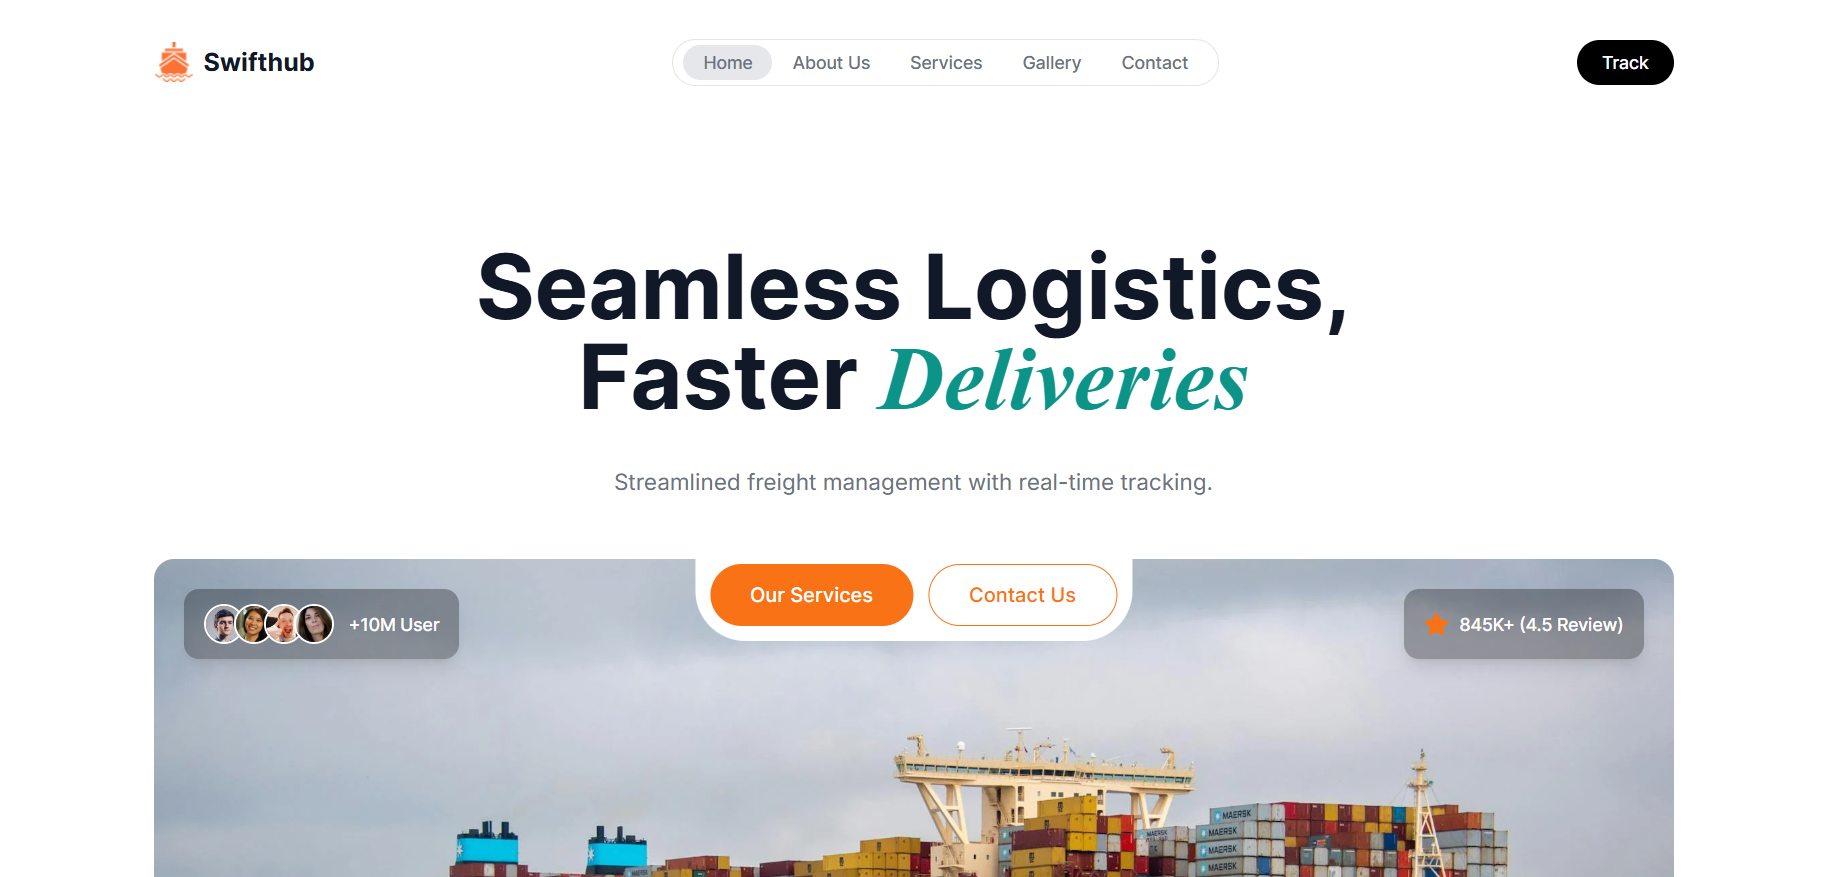 Swifthub
Home
About Us
Services
Gallery
Contact
Track
Seamless Logistics,
Faster Deliveries
Streamlined freight management with real-time tracking.
Our Services
Contact Us
+10M User
845K+ (4.5 Review)
MAERSK
MAERSK
MAERSK
MAERSK
MAERSK